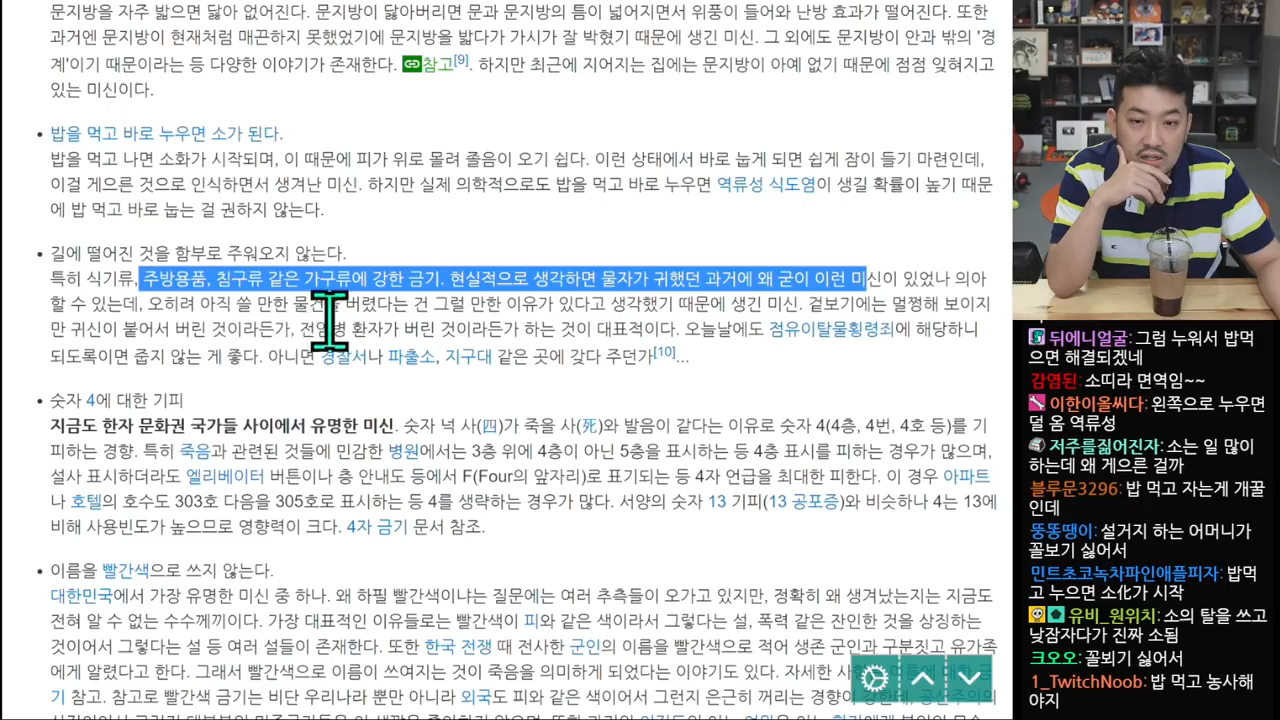 문지방을 자주 밟으면 닳아 없어진다. 문지방이 닳아버리면 문과 문지방의 틈이 넓어지면서 위풍이 들어와 난방 효과가 떨어진다. 또한
과거엔 문지방이 현재처럼 매끈하지 못했었기에 문지방을 밟다가 가시가 잘 박혔기 때문에 생긴 미신. 그 외에도 문지방이 안과 밖의 '경
계'이기 때문이라는 등 다양한 이야기가 존재한다. 참고[9]. 하지만 최근에 지어지는 집에는 문지방이 아예 없기 때문에 점점 잊혀지고
있는 미신이다.
• 밥을 먹고 바로 누우면 소가 된다.
밥을 먹고 나면 소화가 시작되며, 이 때문에 피가 위로 몰려 졸음이 오기 쉽다. 이런 상태에서 바로 눕게 되면 쉽게 잠이 들기 마련인데,
이걸 게으른 것으로 인식하면서 생겨난 미신. 하지만 실제 의학적으로도 밥을 먹고 바로 누우면 역류성 식도염이 생길 확률이 높기 때문
에 밥 먹고 바로 눕는 걸 권하지 않는다.
• 길에 떨어진 것을 함부로 주워오지 않는다.
특히 식기류, 주방용품, 침구류 같은 가구류에 강한 금기. 현실적으로 생각하면 물자가 귀했던 과거에 왜 굳이 이런 미신이 있었나 의아
할 수 있는데, 오히려 아직 쓸 만한 물건을 버렸다는 건 그럴 만한 이유가 있다고 생각했기 때문에 생긴 미신. 겉보기에는 멀쩡해 보이지
만 귀신이 붙어서 버린 것이라든가, 전염병 환자가 버린 것이라든가 하는 것이 대표적이다. 오늘날에도 점유이탈물횡령죄에 해당하니
되도록이면 줍지 않는 게 좋다. 아니면 경찰서나 파출소, 지구대 같은 곳에 갖다 주던가[10]...
• 숫자 4에 대한 기피
지금도 한자 문화권 국가들 사이에서 유명한 미신. 숫자 넉 사(四)가 죽을 사(死)와 발음이 같다는 이유로 숫자 4(4층, 4번, 4호 등)를 기
피하는 경향. 특히 죽음과 관련된 것들에 민감한 병원에서는 3층 위에 4층이 아닌 5층을 표시하는 등 4층 표시를 피하는 경우가 많으며,
설사 표시하더라도 엘리베이터 버튼이나 층 안내도 등에서 F(Four의 앞자리)로 표기되는 등 4자 언급을 최대한 피한다. 이 경우 아파트
나 호텔의 호수도 303호 다음을 305호로 표시하는 등 4를 생략하는 경우가 많다. 서양의 숫자 13 기피(13 공포증)와 비슷하나 4는 13에
비해 사용빈도가 높으므로 영향력이 크다. 4자 금기 문서 참조.
• 이름을 빨간색으로 쓰지 않는다.
대한민국에서 가장 유명한 미신 중 하나. 왜 하필 빨간색이냐는 질문에는 여러 추측들이 오가고 있지만, 정확히 왜 생겨났는지는 지금도
전혀 알 수 없는 수수께끼이다. 가장 대표적인 이유들로는 빨간색이 피와 같은 색이라서 그렇다는 설, 폭력 같은 잔인한 것을 상징하는
것이어서 그렇다는 설 등 여러 설들이 존재한다. 또한 한국 전쟁 때 전사한 군인의 이름을 빨간색으로 적어 생존 군인과 구분짓고 유가족
에게 알렸다고 한다. 그래서 빨간색으로 이름이 쓰여지는 것이 죽음을 의미하게 되었다는 이야기도 있다. 자세한
기 참고. 참고로 빨간색 금기는 비단 우리나라 뿐만 아니라 외국도 피와 같은 색이어서 그런지 은근히 꺼리는 경향이
뒤에니얼굴: 그럼 누워서 밥먹
으면 해결되겠네
감염된: 소띠라 면역임~~
이한이올씨다: 왼쪽으로 누우면
덜 옴 역류성
저주를짊어진자: 소는 일 많이
하는데 왜 게으른 걸까
블루문3296: 밥 먹고 자는게 개꿀
인데
뚱뚱땡이: 설거지 하는 어머니가
꼴보기 싫어서
민트초코녹차파인애플피자: 밥먹
고 누으면 소化가 시작
유비_원위치: 소의 탈을 쓰고
낮잠자다가 진짜 소됨
크오오: 꼴뵈기 싫어서
1_TwitchNoob: 밥 먹고 농사해
야지